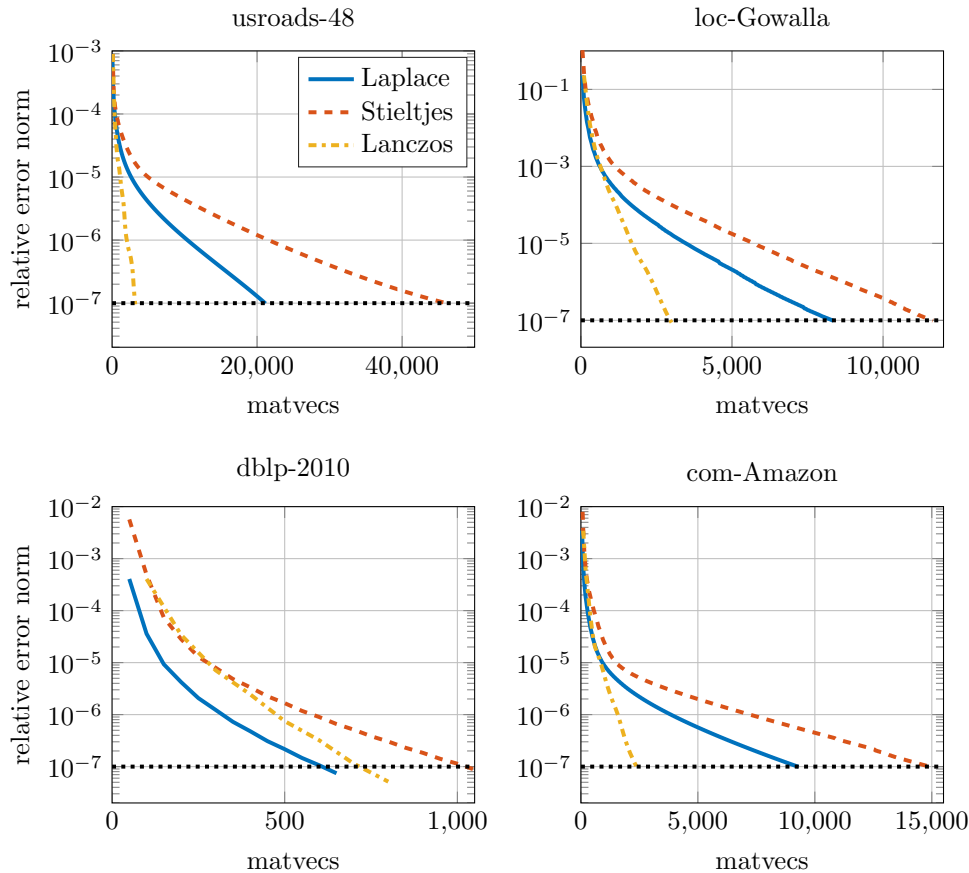 usroads-48
loc-Gowalla
10^−3
10^−4
10^−5
10^−6
10^−7
relative error norm
Laplace
Stieltjes
Lanczos
0
20,000
40,000
matvecs
10^−1
10^−3
10^−5
10^−7
0
5,000
10,000
matvecs
dblp-2010
com-Amazon
10^−2
10^−3
10^−4
10^−5
10^−6
10^−7
relative error norm
0
500
1,000
matvecs
10^−2
10^−3
10^−4
10^−5
10^−6
10^−7
0
5,000
10,000
15,000
matvecs